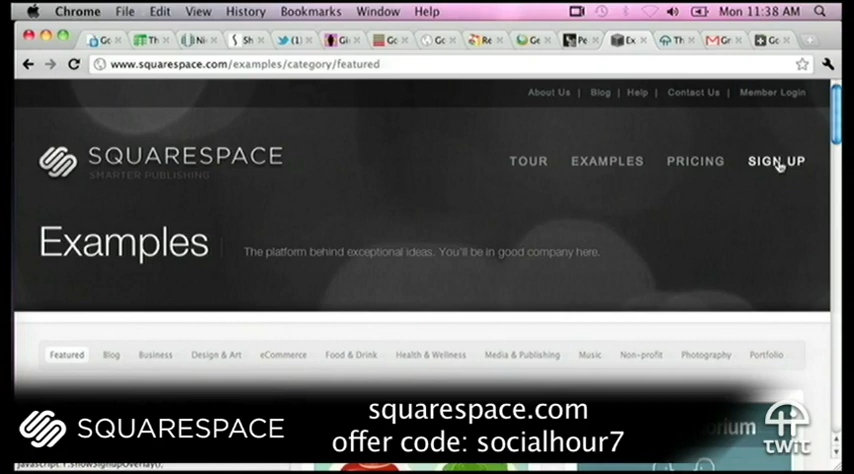 Chrome File Edit View History Bookmarks Window Help Mon 11:38 AM
www.squarespace.com/examples/category/featured
About Us | Blog | Help | Contact Us | Member Login
SQUARESPACE
SMARTER PUBLISHING
TOUR EXAMPLES PRICING SIGN UP
Examples
The platform behind exceptional ideas. You'll be in good company here.
Featured Blog Business Design & Art eCommerce Food & Drink Health & Wellness Media & Publishing Music Non-profit Photography Portfolio
SQUARESPACE
squarespace.com
offer code: socialhour7
TWiT